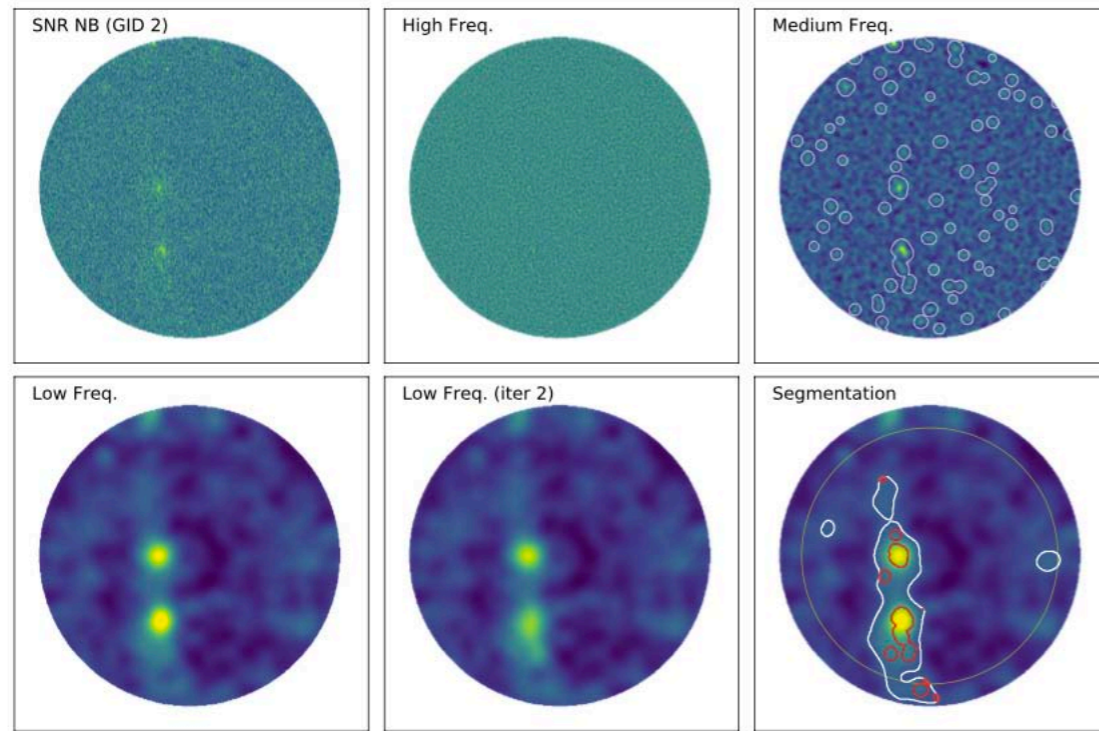 SNR NB (GID 2)
High Freq.
Medium Freq.
Low Freq.
Low Freq. (iter 2)
Segmentation